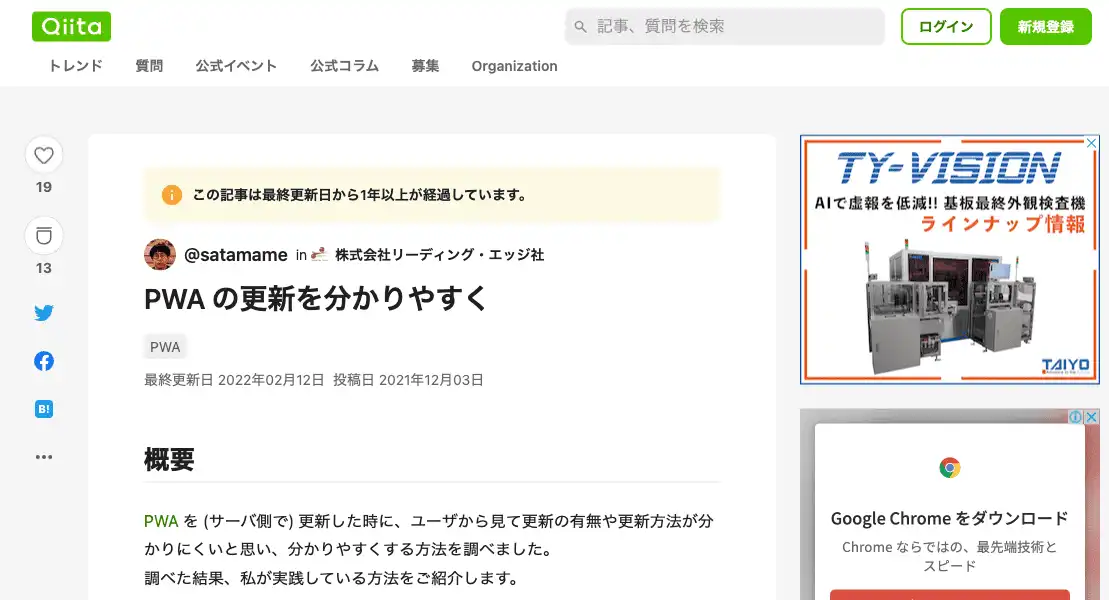 Qiita
記事、質問を検索
ログイン
新規登録
トレンド
質問
公式イベント
公式コラム
募集
Organization
19
13
B!
この記事は最終更新日から1年以上が経過しています。
@satamame in 株式会社リーディング・エッジ社
PWA の更新を分かりやすく
PWA
最終更新日 2022年02月12日 投稿日 2021年12月03日
概要
PWA を (サーバ側で) 更新した時に、ユーザから見て更新の有無や更新方法が分
かりにくいと思い、分かりやすくする方法を調べました。
調べた結果、私が実践している方法をご紹介します。
TY-VISION
AIで虚報を低減!! 基板最終外観検査機
ラインナップ情報
TAIYO
Google Chrome をダウンロード
Chrome ならではの、最先端技術と
スピード